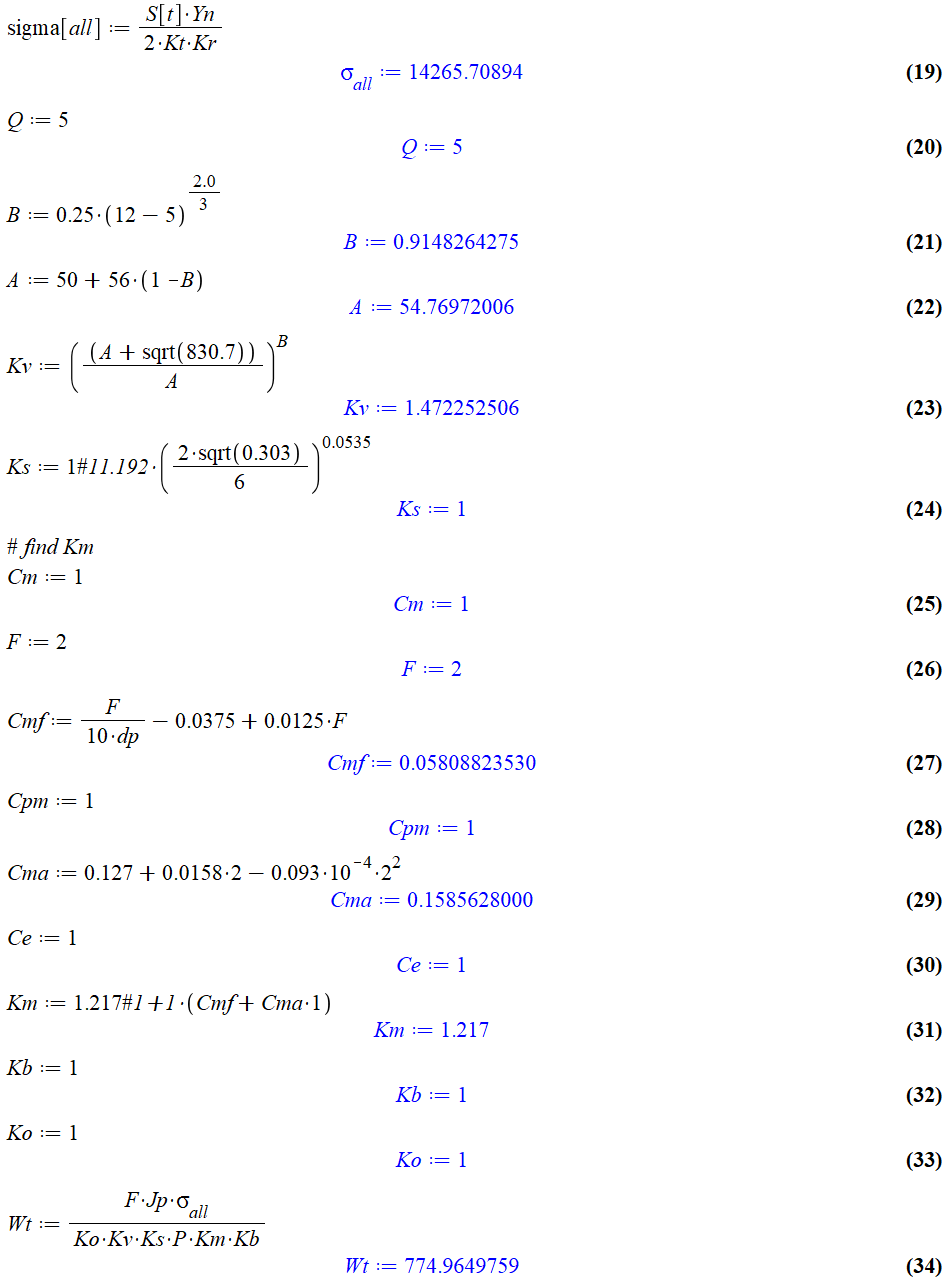 sigma[all] := S[t]·Yn / 2·Kt·Kr
σ_all := 14265.70894 (19)
Q := 5
Q := 5 (20)
B := 0.25·(12 − 5)^(2.0/3)
B := 0.9148264275 (21)
A := 50 + 56·(1 −B)
A := 54.76972006 (22)
Kv := ( (A + sqrt(830.7)) / A )^B
Kv := 1.472252506 (23)
Ks := 1#11.192·( 2·sqrt(0.303) / 6 )^0.0535
Ks := 1 (24)
# find Km
Cm := 1
Cm := 1 (25)
F := 2
F := 2 (26)
Cmf := F / 10·dp − 0.0375 + 0.0125·F
Cmf := 0.05808823530 (27)
Cpm := 1
Cpm := 1 (28)
Cma := 0.127 + 0.0158·2 − 0.093·10^−4·2^2
Cma := 0.1585628000 (29)
Ce := 1
Ce := 1 (30)
Km := 1.217#1+1·(Cmf + Cma·1)
Km := 1.217 (31)
Kb := 1
Kb := 1 (32)
Ko := 1
Ko := 1 (33)
Wt := F·Jp·σ_all / Ko·Kv·Ks·P·Km·Kb
Wt := 774.9649759 (34)